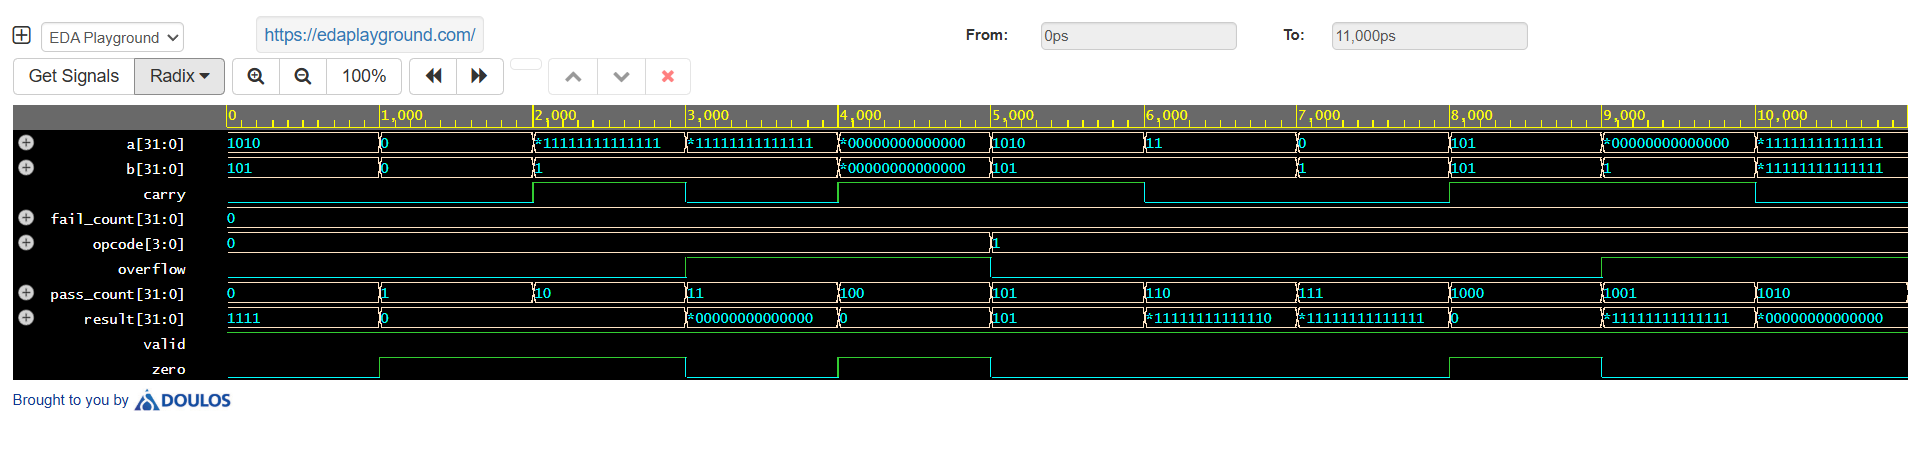 EDA Playground https://edaplayground.com/ From: 0ps To: 11,000ps
Get Signals Radix 100%
0 1,000 2,000 3,000 4,000 5,000 6,000 7,000 8,000 9,000 10,000
a[31:0] 1010 0 *11111111111111 *11111111111111 *00000000000000 1010 11 0 101 *00000000000000 *11111111111111
b[31:0] 101 0 1 *00000000000000 101 1 101 1 *11111111111111
carry
fail_count[31:0] 0
opcode[3:0] 0 1
overflow
pass_count[31:0] 0 1 10 11 100 101 110 111 1000 1001 1010
result[31:0] 1111 0 *00000000000000 0 101 *11111111111110 *11111111111111 0 *11111111111111 *00000000000000
valid
zero
Brought to you by DOULOS